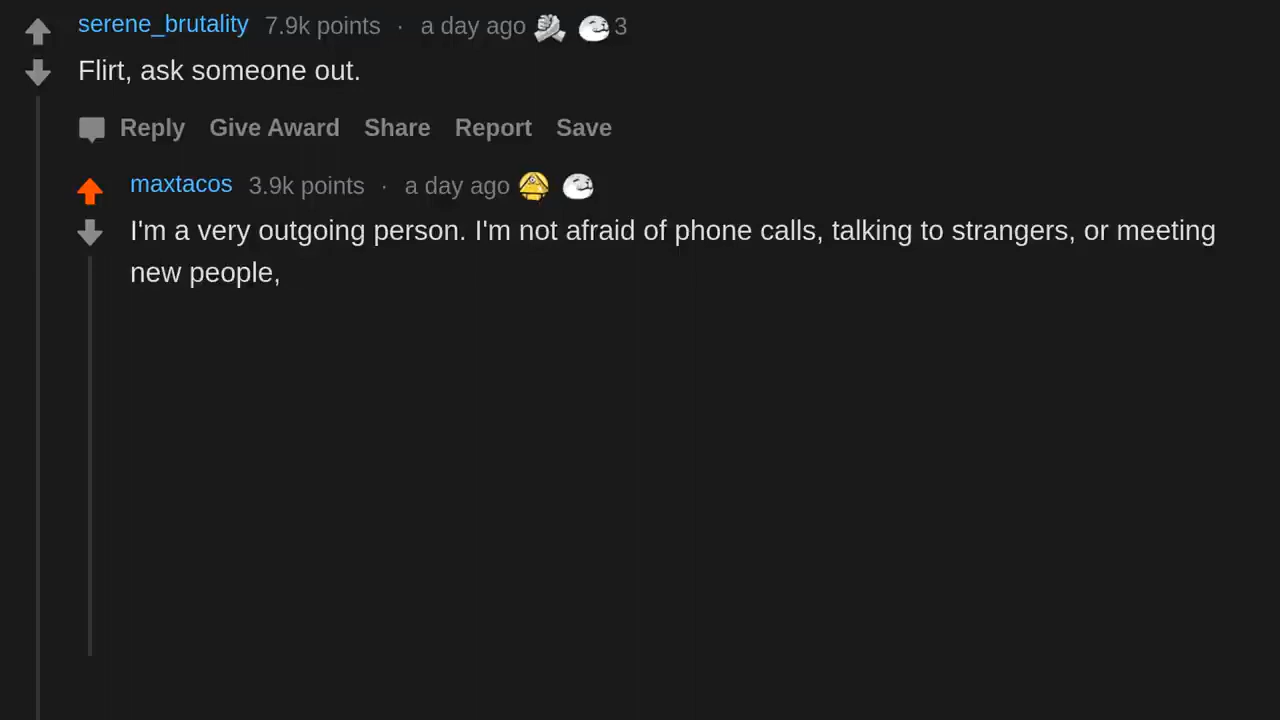 serene_brutality 7.9k points · a day ago 3
Flirt, ask someone out.
Reply Give Award Share Report Save
maxtacos 3.9k points · a day ago
I'm a very outgoing person. I'm not afraid of phone calls, talking to strangers, or meeting
new people,